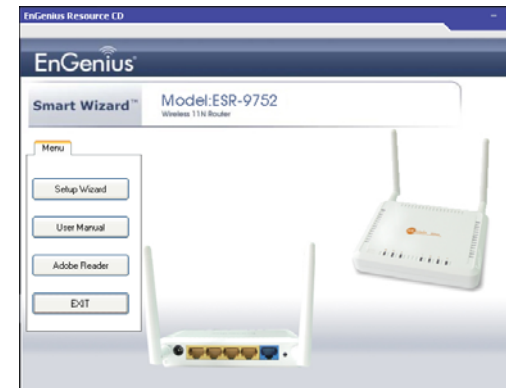 EnGenius Resource CD
EnGenius®
Smart Wizard™
Model:ESR-9752
Wireless 11N Router
Menu
Setup Wizard
User Manual
Adobe Reader
EXIT